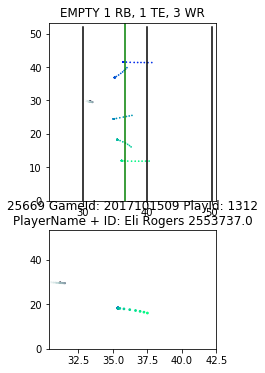 EMPTY 1 RB, 1 TE, 3 WR
50
40
30
20
10
0
30 40 50
25669 GameId: 2017101509 PlayId: 1312
PlayerName + ID: Eli Rogers 2553737.0
40
20
0
32.5 35.0 37.5 40.0 42.5